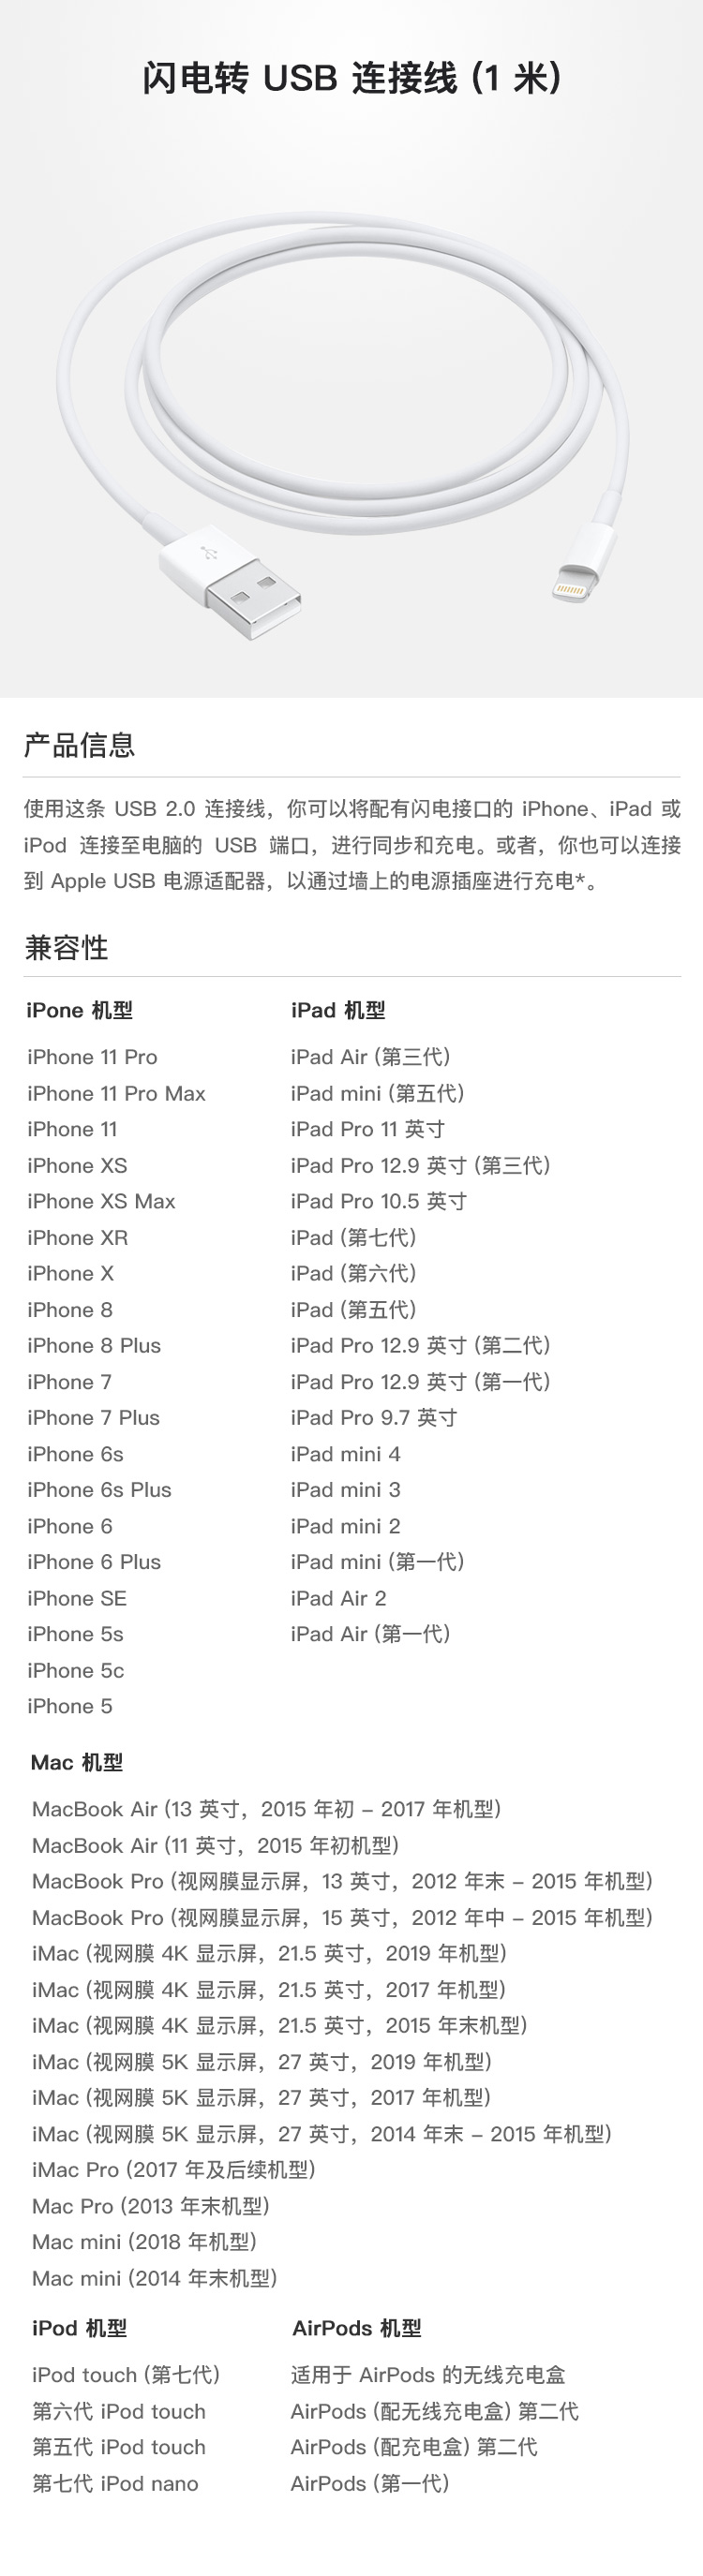 闪电转 USB 连接线 (1 米)
产品信息
使用这条 USB 2.0 连接线，你可以将配有闪电接口的 iPhone、iPad 或
iPod 连接至电脑的 USB 端口，进行同步和充电。或者，你也可以连接
到 Apple USB 电源适配器，以通过墙上的电源插座进行充电*。
兼容性
iPone 机型
iPhone 11 Pro
iPhone 11 Pro Max
iPhone 11
iPhone XS
iPhone XS Max
iPhone XR
iPhone X
iPhone 8
iPhone 8 Plus
iPhone 7
iPhone 7 Plus
iPhone 6s
iPhone 6s Plus
iPhone 6
iPhone 6 Plus
iPhone SE
iPhone 5s
iPhone 5c
iPhone 5
iPad 机型
iPad Air (第三代)
iPad mini (第五代)
iPad Pro 11 英寸
iPad Pro 12.9 英寸 (第三代)
iPad Pro 10.5 英寸
iPad (第七代)
iPad (第六代)
iPad (第五代)
iPad Pro 12.9 英寸 (第二代)
iPad Pro 12.9 英寸 (第一代)
iPad Pro 9.7 英寸
iPad mini 4
iPad mini 3
iPad mini 2
iPad mini (第一代)
iPad Air 2
iPad Air (第一代)
Mac 机型
MacBook Air (13 英寸，2015 年初 – 2017 年机型)
MacBook Air (11 英寸，2015 年初机型)
MacBook Pro (视网膜显示屏，13 英寸，2012 年末 – 2015 年机型)
MacBook Pro (视网膜显示屏，15 英寸，2012 年中 – 2015 年机型)
iMac (视网膜 4K 显示屏，21.5 英寸，2019 年机型)
iMac (视网膜 4K 显示屏，21.5 英寸，2017 年机型)
iMac (视网膜 4K 显示屏，21.5 英寸，2015 年末机型)
iMac (视网膜 5K 显示屏，27 英寸，2019 年机型)
iMac (视网膜 5K 显示屏，27 英寸，2017 年机型)
iMac (视网膜 5K 显示屏，27 英寸，2014 年末 – 2015 年机型)
iMac Pro (2017 年及后续机型)
Mac Pro (2013 年末机型)
Mac mini (2018 年机型)
Mac mini (2014 年末机型)
iPod 机型
iPod touch (第七代)
第六代 iPod touch
第五代 iPod touch
第七代 iPod nano
AirPods 机型
适用于 AirPods 的无线充电盒
AirPods (配无线充电盒) 第二代
AirPods (配充电盒) 第二代
AirPods (第一代)